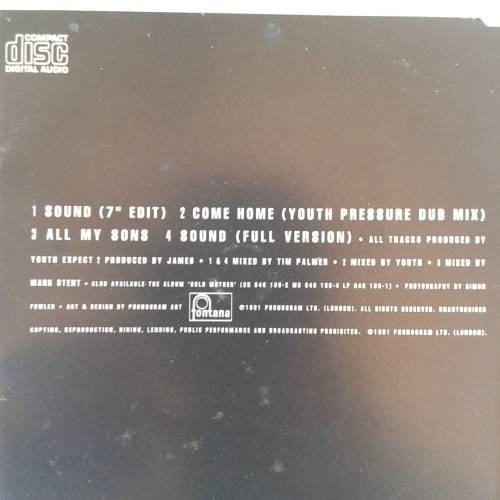 COMPACT
disc
DIGITAL AUDIO
1 SOUND (7" EDIT) 2 COME HOME (YOUTH PRESSURE DUB MIX)
3 ALL MY SONS 4 SOUND (FULL VERSION) • ALL TRACKS PRODUCED BY
YOUTH EXPECT 2 PRODUCED BY JAMES • 1 & 4 MIXED BY TIM PALMER • 2 MIXED BY YOUTH • 3 MIXED BY
MARK STENT • ALSO AVAILABLE THE ALBUM 'GOLD MOTHER' (CD 848 189-2 MC 848 189-4 LP 848 189-1) • PHOTOGRAPHY BY SIMON
FOWLER • ART & DESIGN BY PHONOGRAM ART fontana ℗1991 PHONOGRAM LTD. (LONDON). ALL RIGHTS RESERVED. UNAUTHORISED
COPYING, REPRODUCTION, HIRING, LENDING, PUBLIC PERFORMANCE AND BROADCASTING PROHIBITED. ©1991 PHONOGRAM LTD. (LONDON).